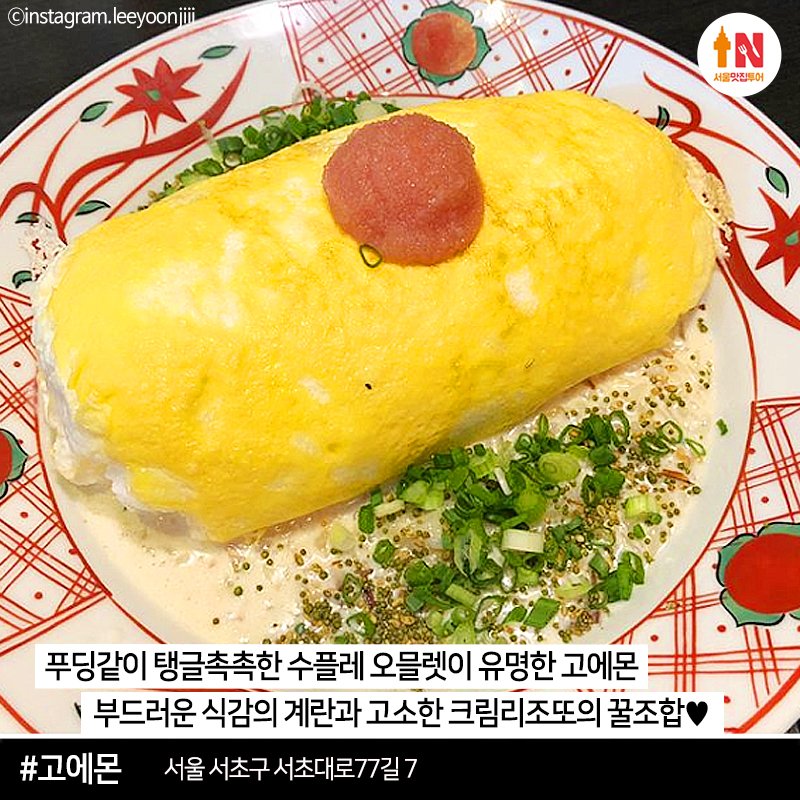 ⓒinstagram.leeyoonjiii
IN
서울맛집투어
푸딩같이 탱글촉촉한 수플레 오믈렛이 유명한 고에몬
부드러운 식감의 계란과 고소한 크림리조또의 꿀조합♥
#고에몬 서울 서초구 서초대로77길 7